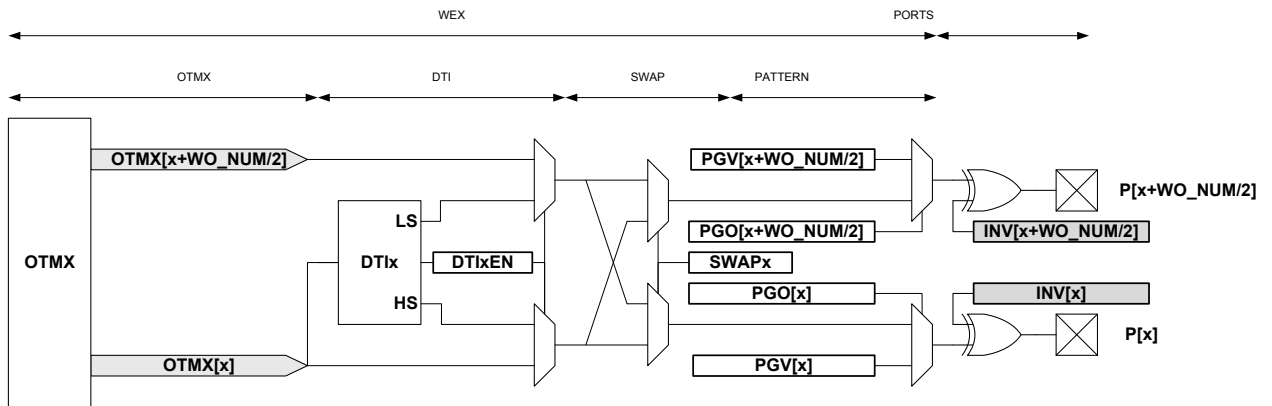 WEX
PORTS
OTMX
DTI
SWAP
PATTERN
OTMX[x+WO_NUM/2]
PGV[x+WO_NUM/2]
P[x+WO_NUM/2]
LS
PGO[x+WO_NUM/2]
INV[x+WO_NUM/2]
OTMX
DTIx
DTIxEN
SWAPx
HS
PGO[x]
INV[x]
P[x]
OTMX[x]
PGV[x]